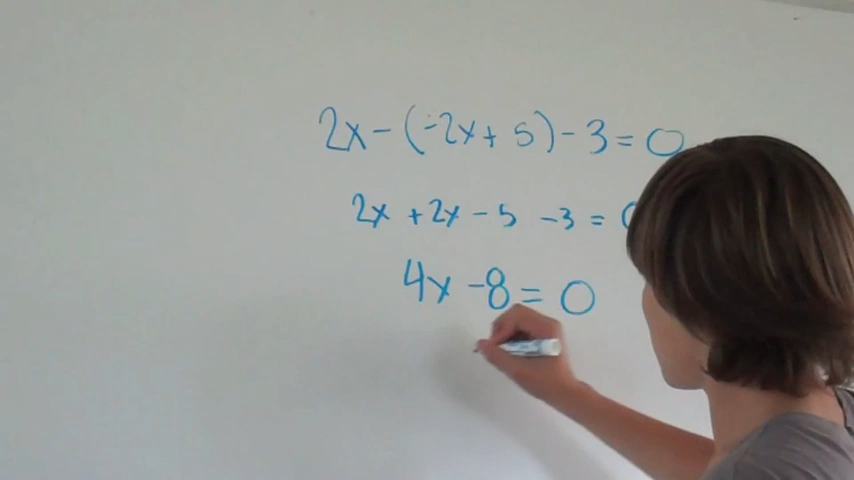 2x - (-2x + 5) - 3 = 0
2x + 2x - 5 - 3 = 0
4x - 8 = 0